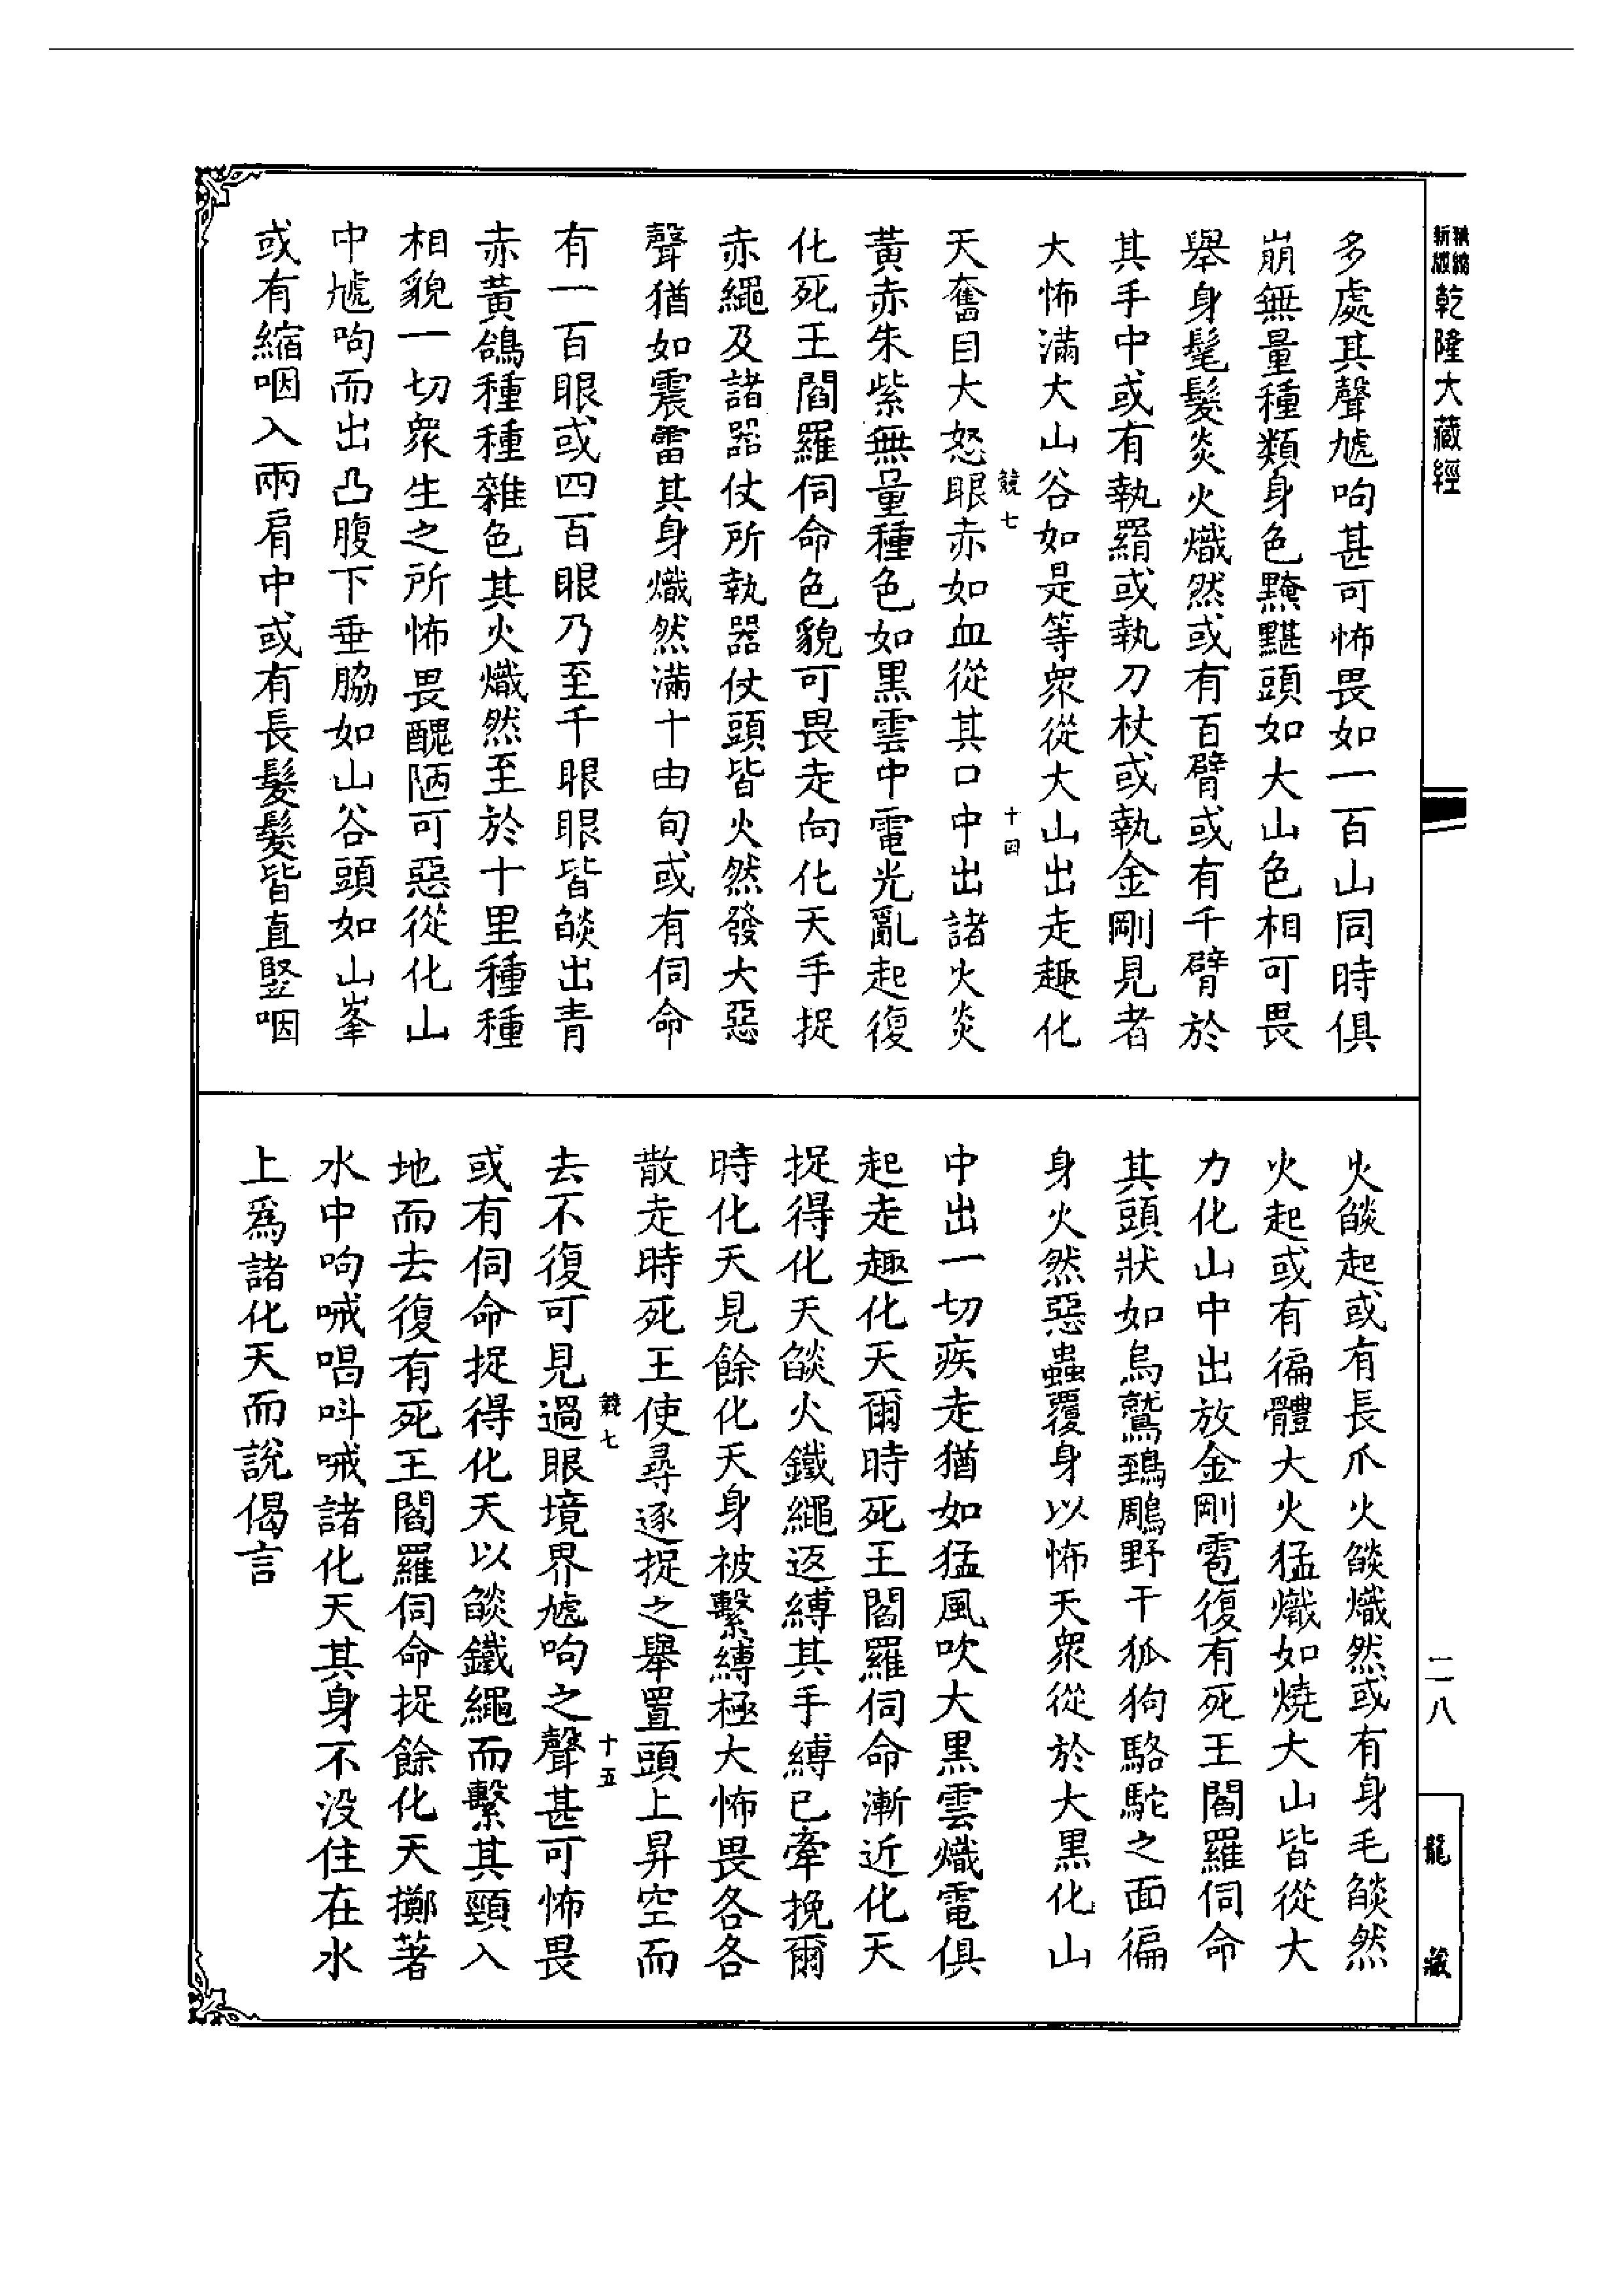 精縮新版乾隆大藏經
多處其聲虓呴甚可怖畏如一百山同時俱
崩無量種類身色黤黮頭如大山色相可畏
舉身髦髮炎火熾然或有百臂或有千臂於
其手中或有執羂或執刀杖或執金剛見者
大怖滿大山谷如是等眾從大山出走趣化
競七 十四
天奮目大怒眼赤如血從其口中出諸火炎
黃赤朱紫無量種色如黑雲中電光亂起復
化死王閻羅伺命色貌可畏走向化天手捉
赤繩及諸器仗所執器仗頭皆火然發大惡
聲猶如震雷其身熾然滿十由旬或有伺命
有一百眼或四百眼乃至千眼眼皆燄出青
赤黃鴿種種雜色其火熾然至於十里種種
相貌一切眾生之所怖畏醜陋可惡從化山
中虓呴而出凸腹下垂脇如山谷頭如山峯
或有縮咽入兩肩中或有長髮髮皆直豎咽
火燄起或有長爪火燄熾然或有身毛燄然
火起或有徧體大火猛熾如燒大山皆從大
力化山中出放金剛雹復有死王閻羅伺命
其頭狀如烏鷲鵄鵰野干狐狗駱駝之面徧
身火然惡蟲覆身以怖天眾從於大黑化山
中出一切疾走猶如猛風吹大黑雲熾電俱
起走趣化天爾時死王閻羅伺命漸近化天
捉得化天燄火鐵繩返縛其手縛已牽挽爾
時化天見餘化天身被繫縛極大怖畏各各
散走時死王使尋逐捉之舉置頭上昇空而
競七 十五
去不復可見過眼境界虓呴之聲甚可怖畏
或有伺命捉得化天以燄鐵繩而繫其頸入
地而去復有死王閻羅伺命捉餘化天擲著
水中呴喊唱叫喊諸化天其身不没住在水
上爲諸化天而說偈言
二八
龍藏